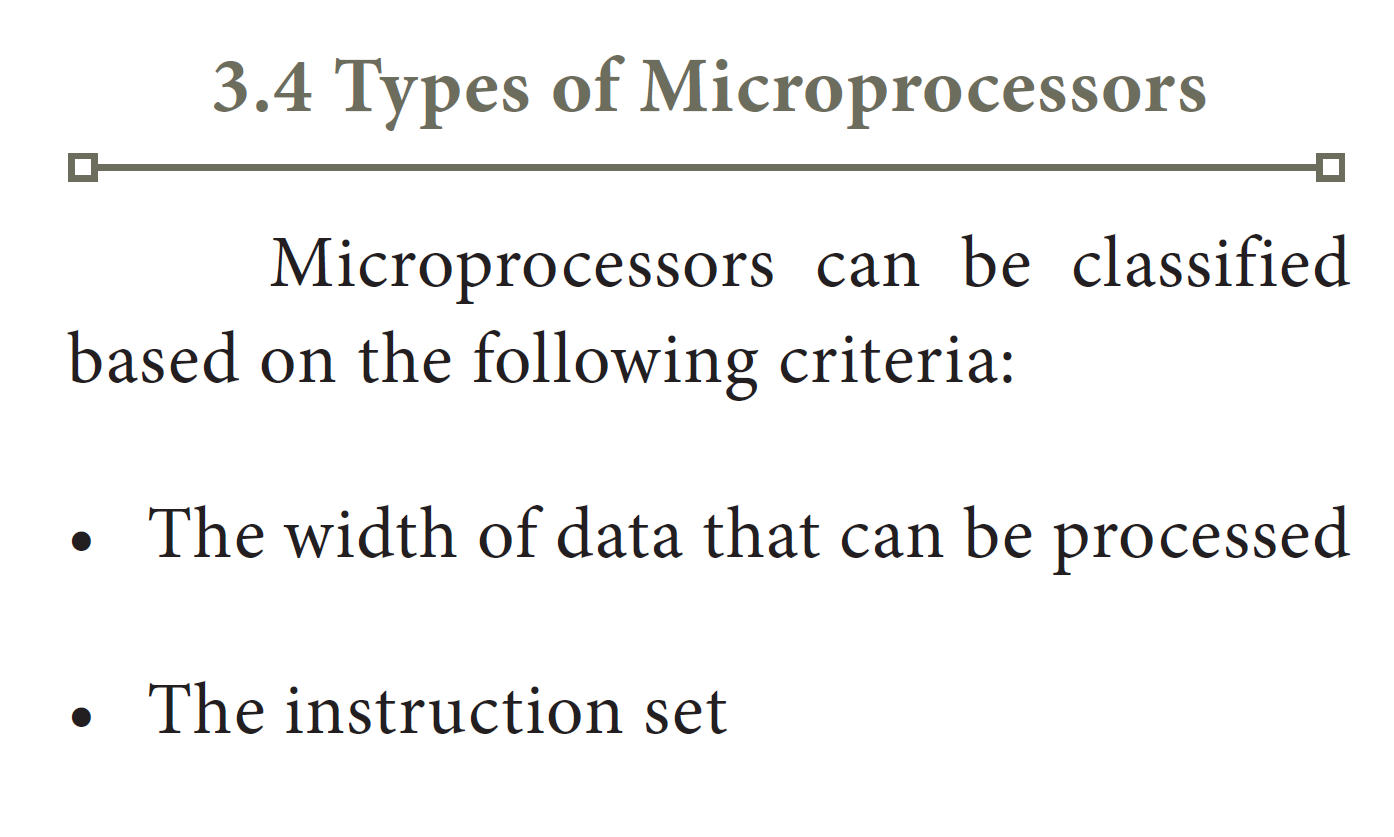 3.4 Types of Microprocessors
Microprocessors can be classified
based on the following criteria:
• The width of data that can be processed
• The instruction set